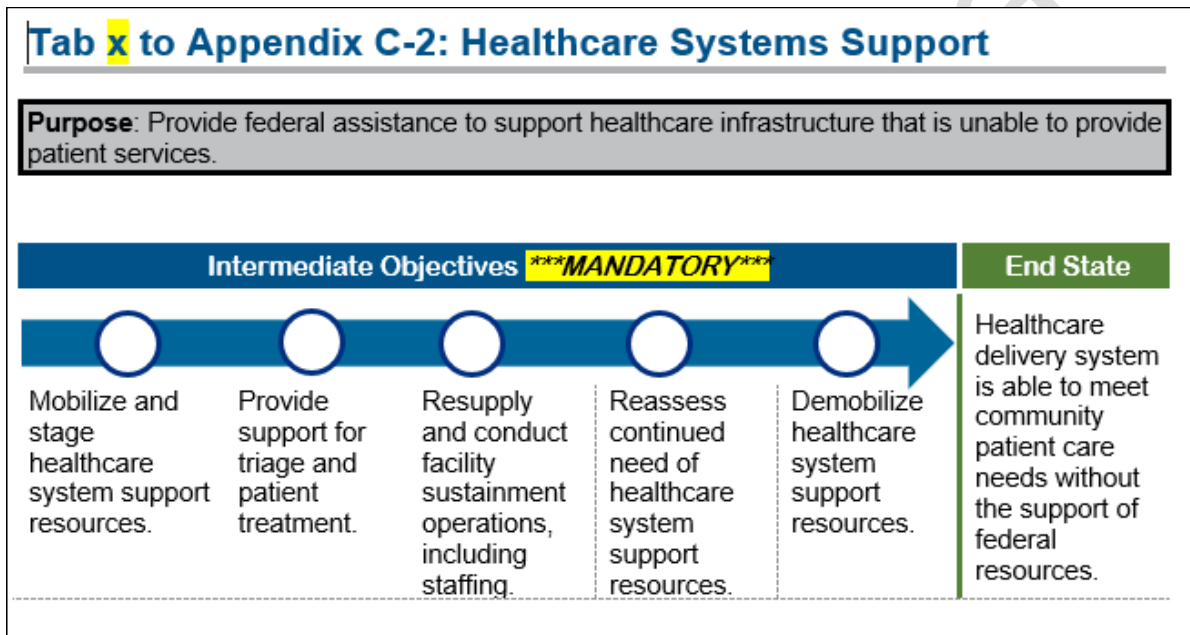 Tab x to Appendix C-2: Healthcare Systems Support
Purpose: Provide federal assistance to support healthcare infrastructure that is unable to provide
patient services.
Intermediate Objectives ***MANDATORY***
End State
Mobilize and
stage
healthcare
system support
resources.
Provide
support for
triage and
patient
treatment.
Resupply
and conduct
facility
sustainment
operations,
including
staffing.
Reassess
continued
need of
healthcare
system
support
resources.
Demobilize
healthcare
system
support
resources.
Healthcare
delivery system
is able to meet
community
patient care
needs without
the support of
federal
resources.